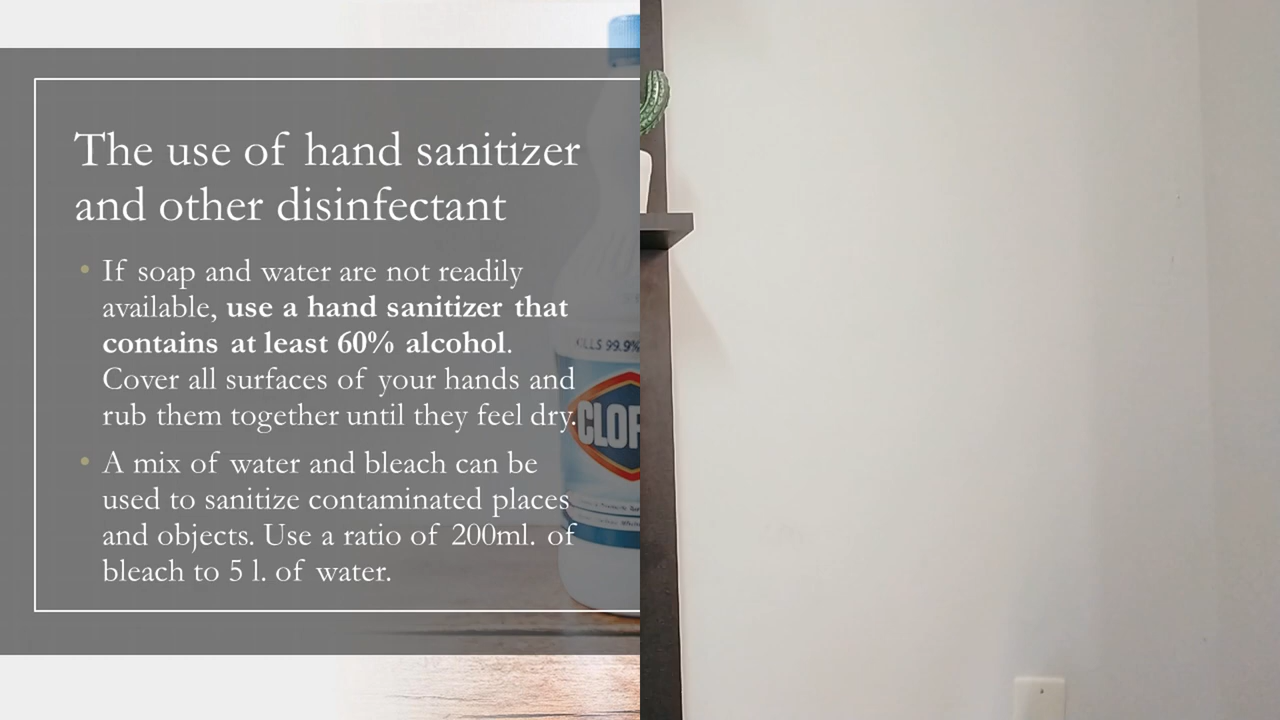 The use of hand sanitizer
and other disinfectant
• If soap and water are not readily
available, use a hand sanitizer that
contains at least 60% alcohol.
Cover all surfaces of your hands and
rub them together until they feel dry.
• A mix of water and bleach can be
used to sanitize contaminated places
and objects. Use a ratio of 200ml. of
bleach to 5 l. of water.
KILLS 99.9%
CLOR